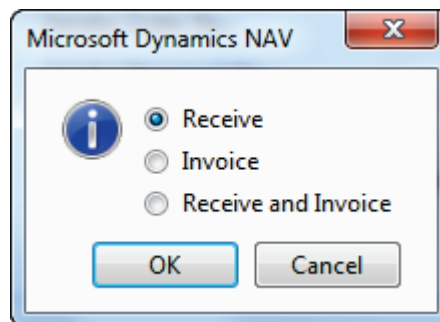 Microsoft Dynamics NAV
Receive
Invoice
Receive and Invoice
OK Cancel